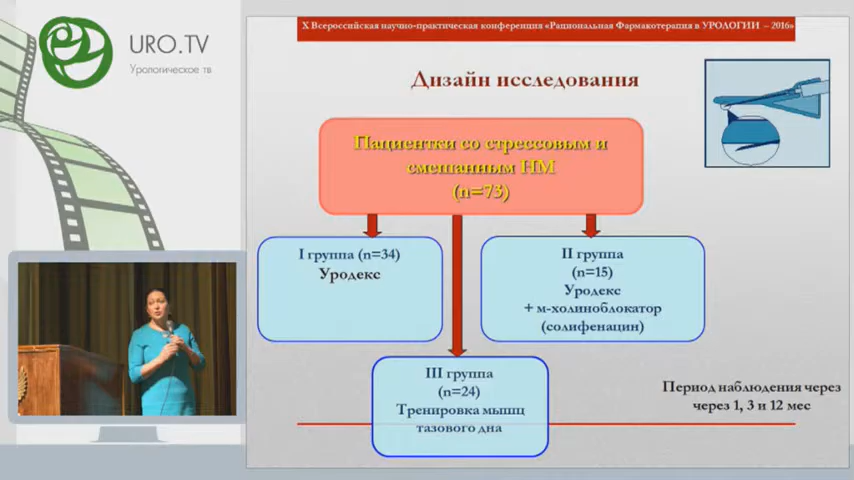 X Всероссийская научно-практическая конференция «Рациональная Фармакотерапия в УРОЛОГИИ – 2016»
URO.TV
Урологическое тв
Дизайн исследования
Пациентки со стрессовым и
смешанным НМ
(n=73)
I группа (n=34)
Уродекс
II группа
(n=15)
Уродекс
+ м-холиноблокатор
(солифенацин)
III группа
(n=24)
Тренировка мышц
тазового дна
Период наблюдения через
через 1, 3 и 12 мес